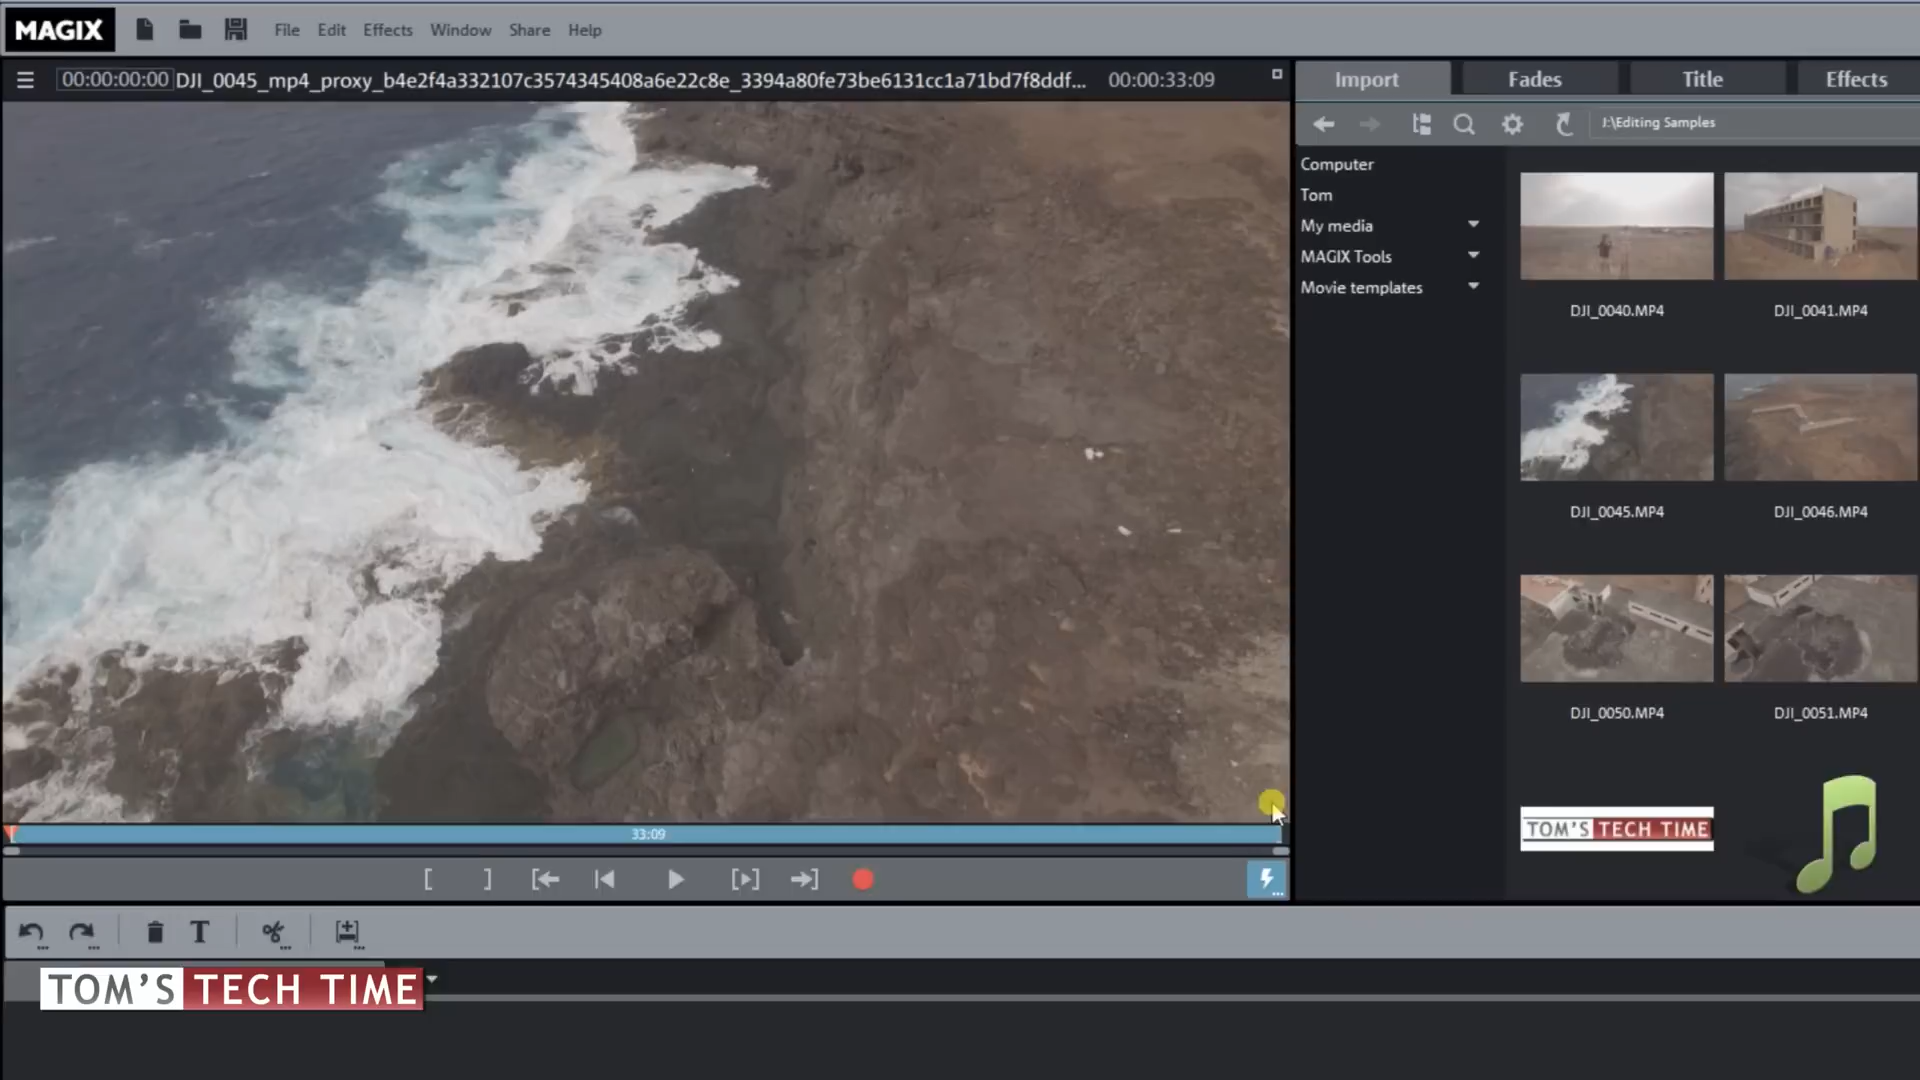 MAGIX File Edit Effects Window Share Help
00:00:00:00 DJI_0045_mp4_proxy_b4e2f4a332107c3574345408a6e22c8e_3394a80fe73be6131cc1a71bd7f8ddf... 00:00:33:09
Import Fades Title Effects
J:\Editing Samples
Computer
Tom
My media
MAGIX Tools
Movie templates
DJI_0040.MP4 DJI_0041.MP4
DJI_0045.MP4 DJI_0046.MP4
DJI_0050.MP4 DJI_0051.MP4
TOM'S TECH TIME
33:09
T
TOM'S TECH TIME